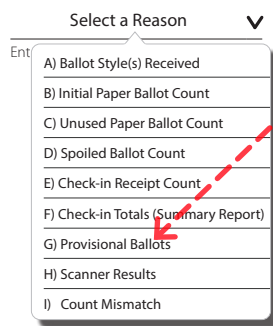 Select a Reason
Ent
A) Ballot Style(s) Received
B) Initial Paper Ballot Count
C) Unused Paper Ballot Count
D) Spoiled Ballot Count
E) Check-in Receipt Count
F) Check-in Totals (Summary Report)
G) Provisional Ballots
H) Scanner Results
I) Count Mismatch